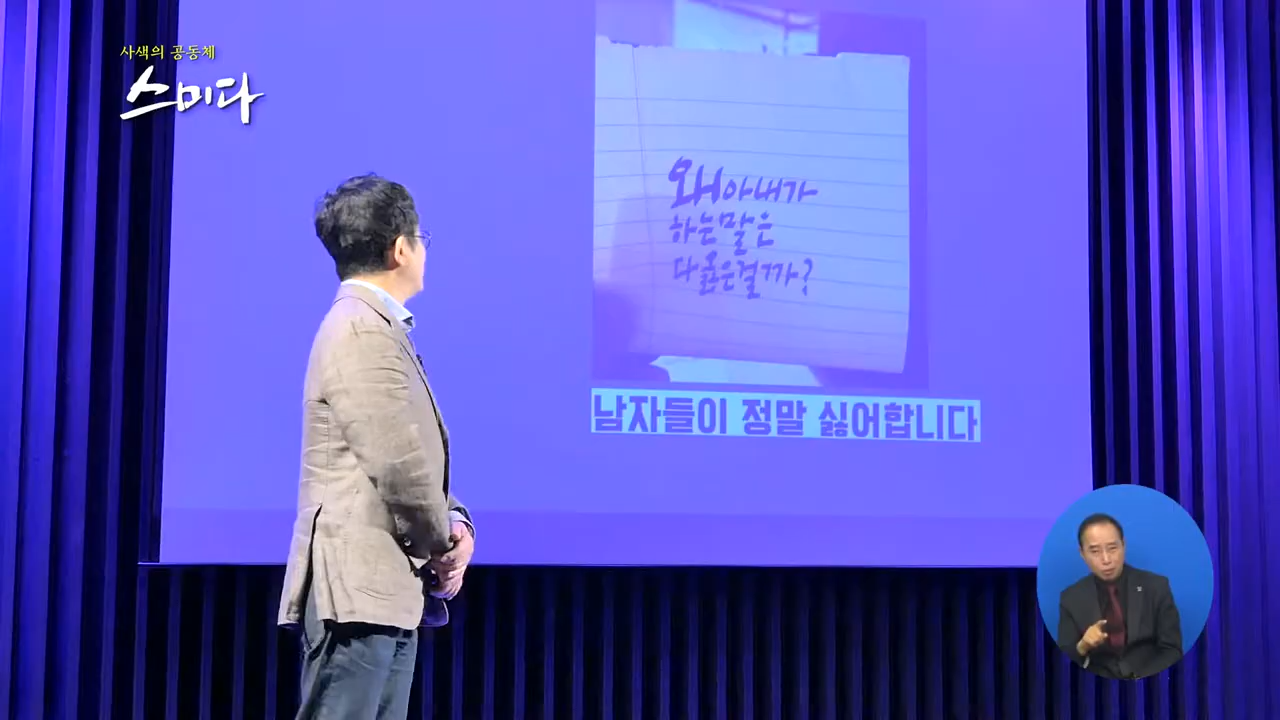 사색의 공동체
스미다
왜 아내가
하는 말은
다 옳은걸까?
남자들이 정말 싫어합니다